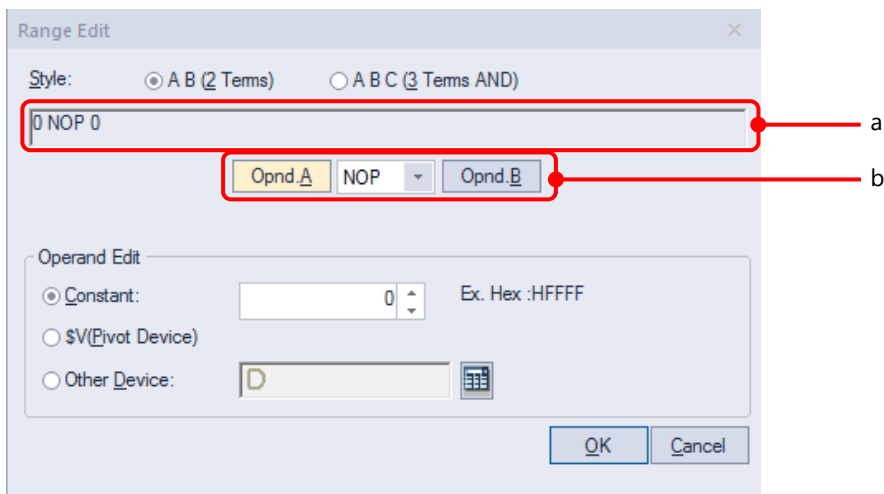 Range Edit
Style: A B (2 Terms) A B C (3 Terms AND)
0 NOP 0
a
Opnd.A NOP Opnd.B
b
Operand Edit
Constant: 0 Ex. Hex :HFFFF
$V(Pivot Device)
Other Device: D
OK Cancel